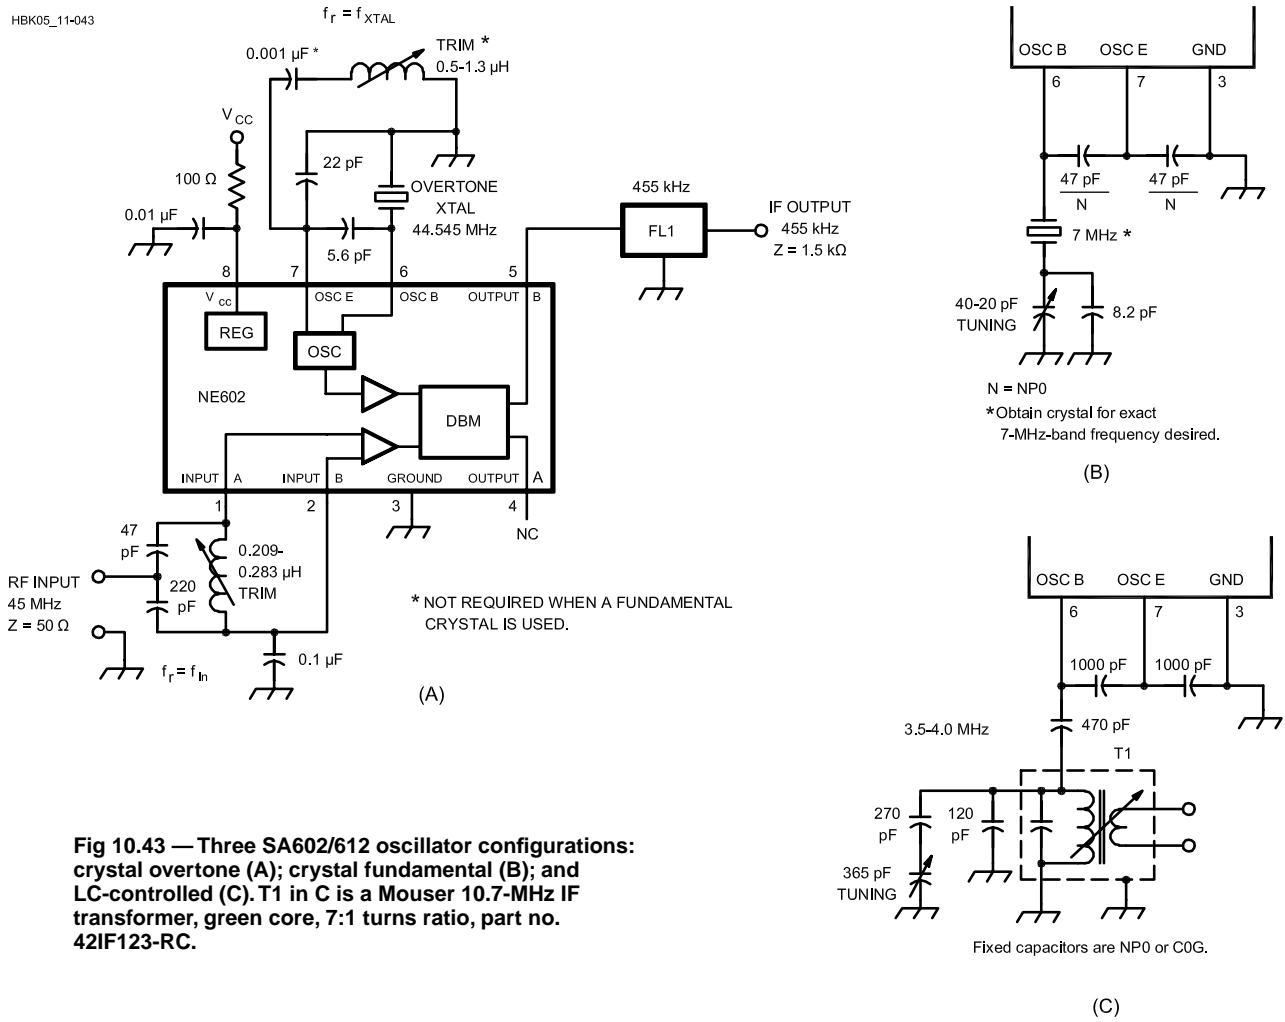 HBK05_11-043
f r = f XTAL
0.001 µF *
TRIM *
0.5-1.3 µH
V CC
100 Ω
0.01 µF
22 pF
5.6 pF
OVERTONE
XTAL
44.545 MHz
8
7
6
5
V cc
OSC E
OSC B
OUTPUT
B
REG
OSC
NE602
DBM
INPUT
A
INPUT
B
GROUND
OUTPUT
A
1
2
3
4
NC
455 kHz
FL1
IF OUTPUT
455 kHz
Z = 1.5 kΩ
47
pF
220
pF
0.209-
0.283 µH
TRIM
RF INPUT
45 MHz
Z = 50 Ω
f r = f In
0.1 µF
* NOT REQUIRED WHEN A FUNDAMENTAL
CRYSTAL IS USED.
(A)
OSC B
OSC E
GND
6
7
3
47 pF
N
47 pF
N
7 MHz *
40-20 pF
TUNING
8.2 pF
N = NP0
*Obtain crystal for exact
7-MHz-band frequency desired.
(B)
OSC B
OSC E
GND
6
7
3
1000 pF
1000 pF
470 pF
3.5-4.0 MHz
T1
270
pF
120
pF
365 pF
TUNING
Fixed capacitors are NP0 or C0G.
(C)
Fig 10.43 — Three SA602/612 oscillator configurations:
crystal overtone (A); crystal fundamental (B); and
LC-controlled (C). T1 in C is a Mouser 10.7-MHz IF
transformer, green core, 7:1 turns ratio, part no.
42IF123-RC.